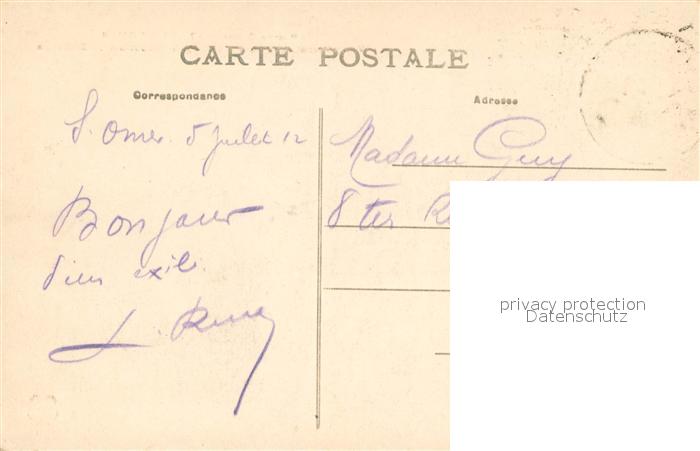 CARTE POSTALE
Correspondance
Adresse
S. Omer 5 juillet 12
Bonjour
d'un exilé
Madame Guy
8 ter
privacy protection
Datenschutz